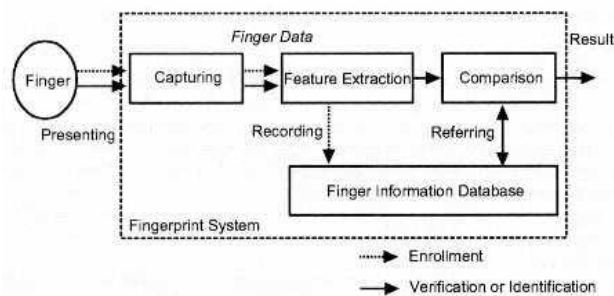 Finger Data
Result
Finger
Capturing
Feature Extraction
Comparison
Presenting
Recording
Referring
Finger Information Database
Fingerprint System
Enrollment
Verification or Identification